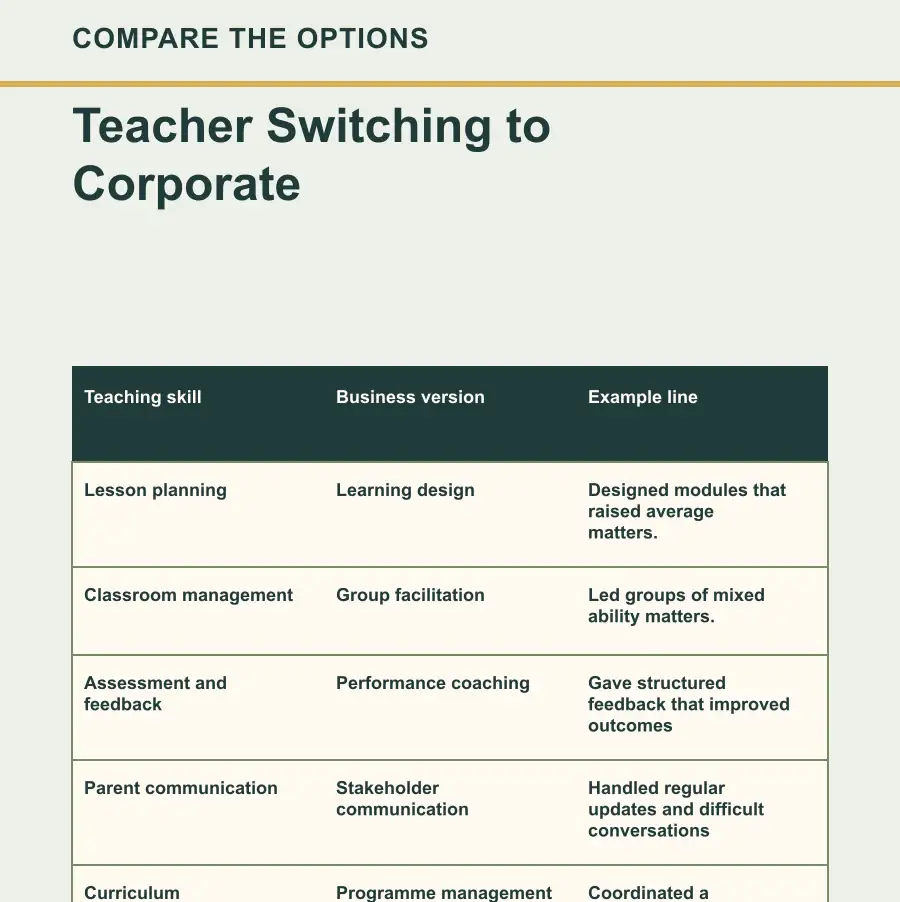 COMPARE THE OPTIONS
Teacher Switching to
Corporate
Teaching skill
Business version
Example line
Lesson planning
Learning design
Designed modules that
raised average
matters.
Classroom management
Group facilitation
Led groups of mixed
ability matters.
Assessment and
feedback
Performance coaching
Gave structured
feedback that improved
outcomes
Parent communication
Stakeholder
communication
Handled regular
updates and difficult
conversations
Curriculum
Programme management
Coordinated a